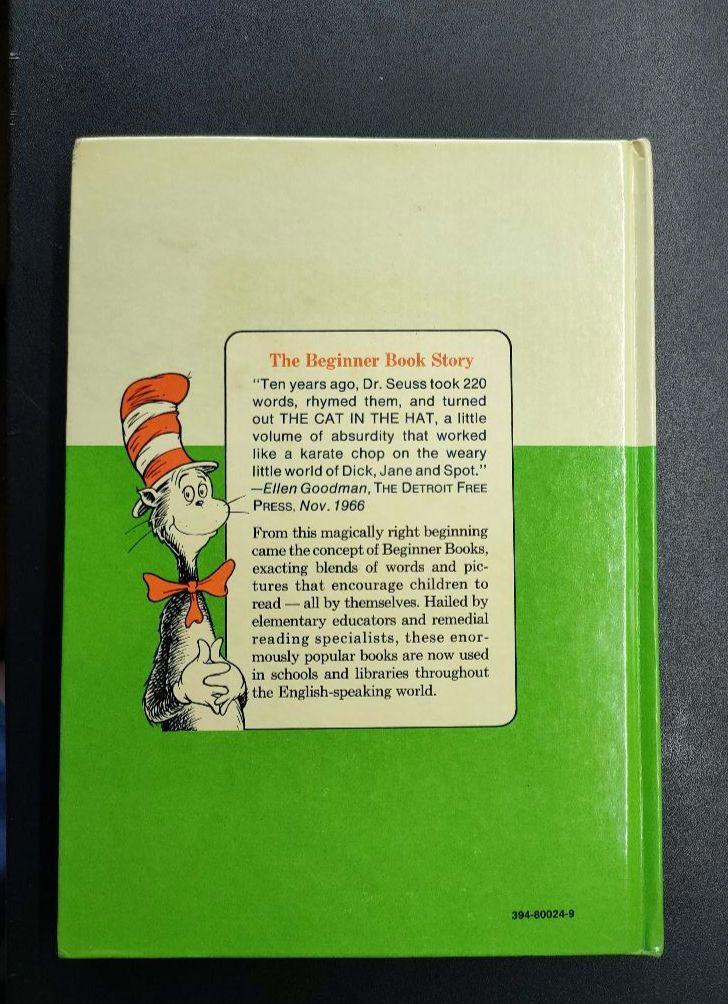 The Beginner Book Story
"Ten years ago, Dr. Seuss took 220
words, rhymed them, and turned
out THE CAT IN THE HAT, a little
volume of absurdity that worked
like a karate chop on the weary
little world of Dick, Jane and Spot."
—Ellen Goodman, THE DETROIT FREE
PRESS, Nov. 1966
From this magically right beginning
came the concept of Beginner Books,
exacting blends of words and pic-
tures that encourage children to
read — all by themselves. Hailed by
elementary educators and remedial
reading specialists, these enor-
mously popular books are now used
in schools and libraries throughout
the English-speaking world.
394-80024-9